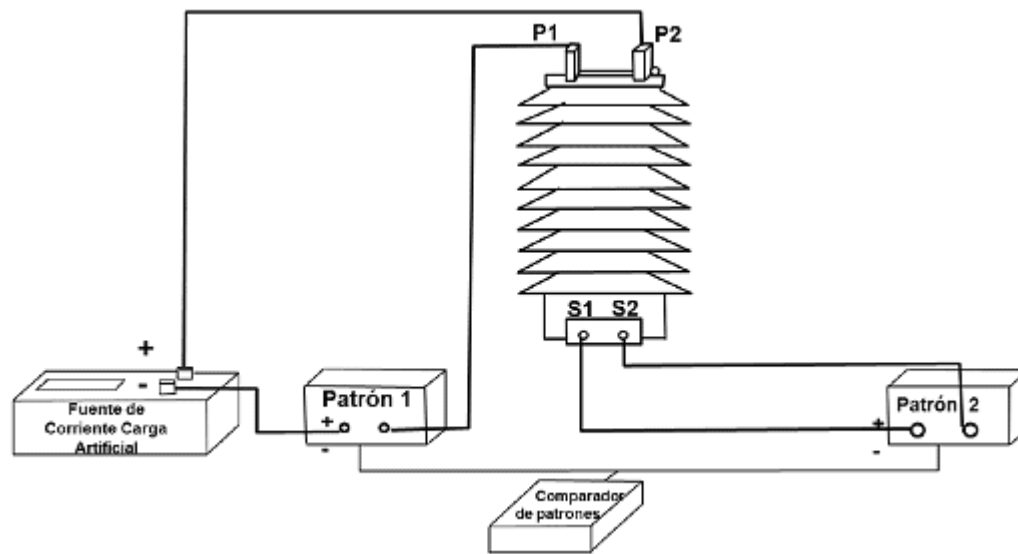 P1 P2
S1 S2
+
-
Fuente de
Corriente Carga
Artificial
Patrón 1
+
-
Patrón 2
+
-
Comparador
de patrones